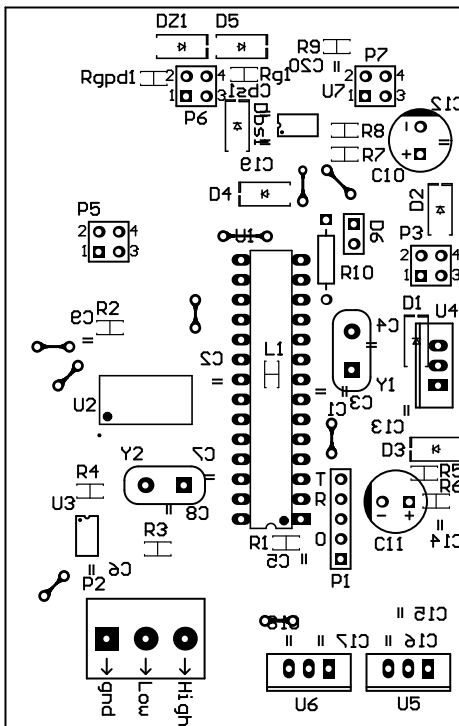 DZ1 D5
R9
C20
P7
Rgpd1
2 4
1 3
P6
Rg1
Cbs1
Dbs1
2 4
1 3
U7
C12
R8
R7
C19
C10
D4
D2
P5
2 4
1 3
U1
D6
P3
2 4
1 3
R10
C9
R2
C4
D1
U4
C2
L1
Y1
C3
C1
U2
C13
Y2
C7
D3
R4
T
R
O
R5
R6
U3
C8
R3
R1
C5
C11
C14
C6
P2
P1
C15
C17
C16
gnd
Low
High
U6
U5